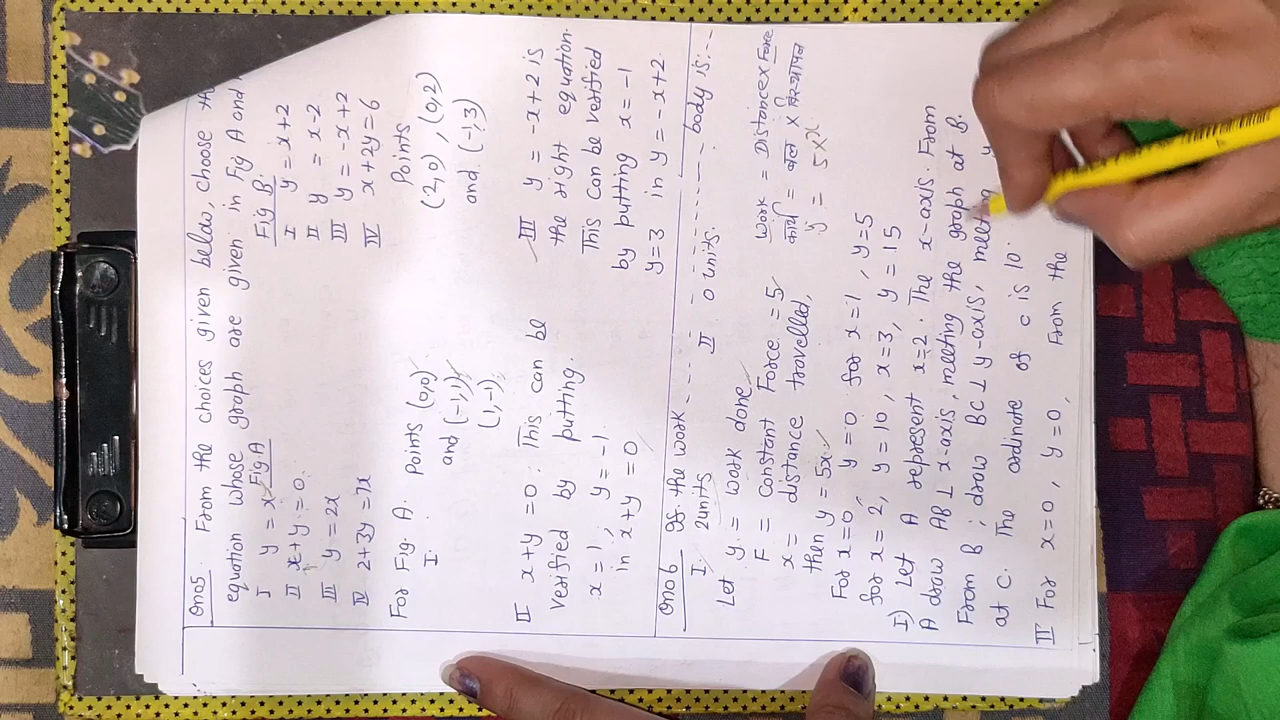 Qno5. From the choices given below, choose the
equation whose graph are given in Fig A and
Fig A
I y = x
II x+y = 0.
III y = 2x
IV 2+3y = 7x
Fig B.
I y = x+2
II y = x-2
III y = -x+2
IV x+2y = 6
For Fig. A.
I. Points (0,0)
and (-1,1)
(1,-1)
Points
(2,0), (0,2)
and (-1,3)
II x+y = 0: This can be
verified by putting.
x = 1, y = -1
in x+y = 0
III y = -x+2 is
the right equation.
This can be verified
by putting x = -1
y=3 in y = -x+2.
Qno6 If the work ---- body is:--
I. 2units II 0 units.
Let y = work done
F = Constant Force = 5
x = distance travelled,
then y = 5x.
work = Distance x Force
कार्य = बल x विस्थापन
y = 5 x x
For x=0 y = 0 for x=1, y=5
for x = 2, y = 10, x=3, y = 15
I) Let A represent x=2. The x-axis. From
A draw AB ⊥ x-axis, meeting the graph at B.
From B; draw BC ⊥ y-axis, meeting y
at C. The ordinate of C is 10.
II For x=0, y=0, From the